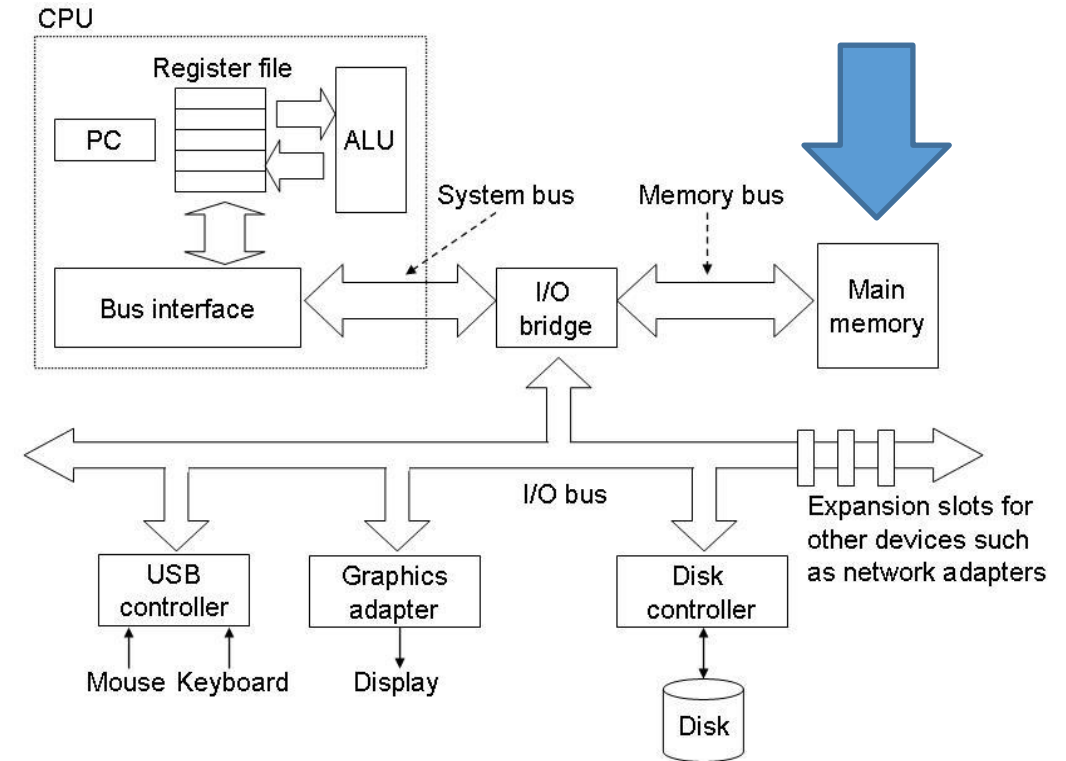 CPU
Register file
PC
ALU
System bus
Memory bus
Bus interface
I/O
bridge
Main
memory
I/O bus
Expansion slots for
other devices such
as network adapters
USB
controller
Graphics
adapter
Disk
controller
Mouse Keyboard
Display
Disk